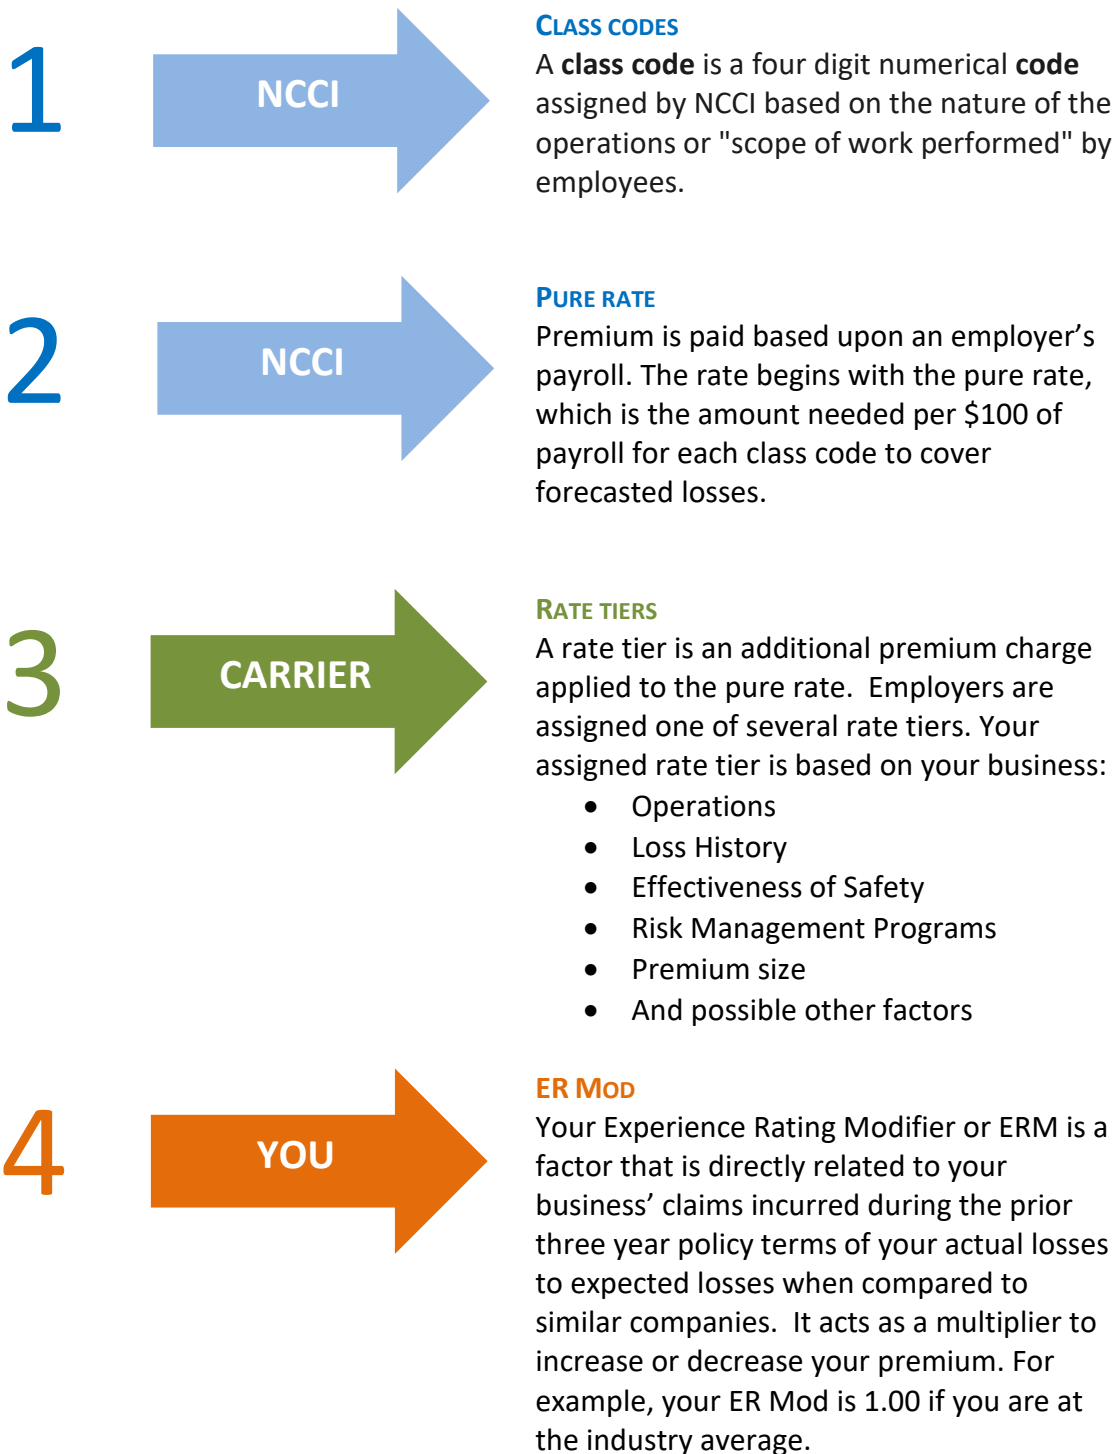 1
NCCI
CLASS CODES
A class code is a four digit numerical code
assigned by NCCI based on the nature of the
operations or "scope of work performed" by
employees.
2
NCCI
PURE RATE
Premium is paid based upon an employer’s
payroll. The rate begins with the pure rate,
which is the amount needed per $100 of
payroll for each class code to cover
forecasted losses.
3
CARRIER
RATE TIERS
A rate tier is an additional premium charge
applied to the pure rate.  Employers are
assigned one of several rate tiers. Your
assigned rate tier is based on your business:
• Operations
• Loss History
• Effectiveness of Safety
• Risk Management Programs
• Premium size
• And possible other factors
4
YOU
ER MOD
Your Experience Rating Modifier or ERM is a
factor that is directly related to your
business’ claims incurred during the prior
three year policy terms of your actual losses
to expected losses when compared to
similar companies.  It acts as a multiplier to
increase or decrease your premium. For
example, your ER Mod is 1.00 if you are at
the industry average.